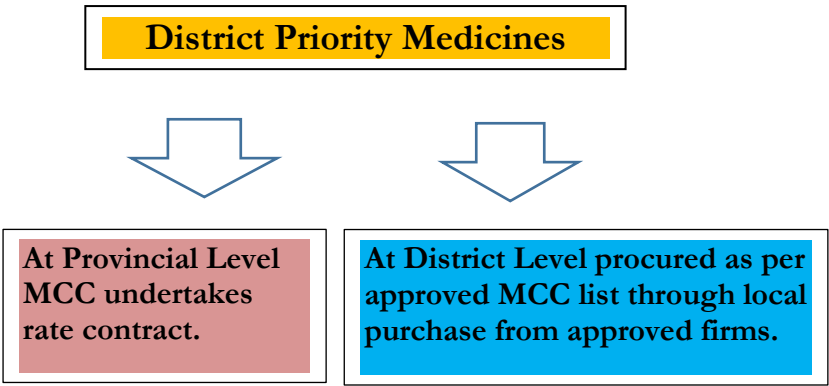 District Priority Medicines
At Provincial Level
MCC undertakes
rate contract.
At District Level procured as per
approved MCC list through local
purchase from approved firms.